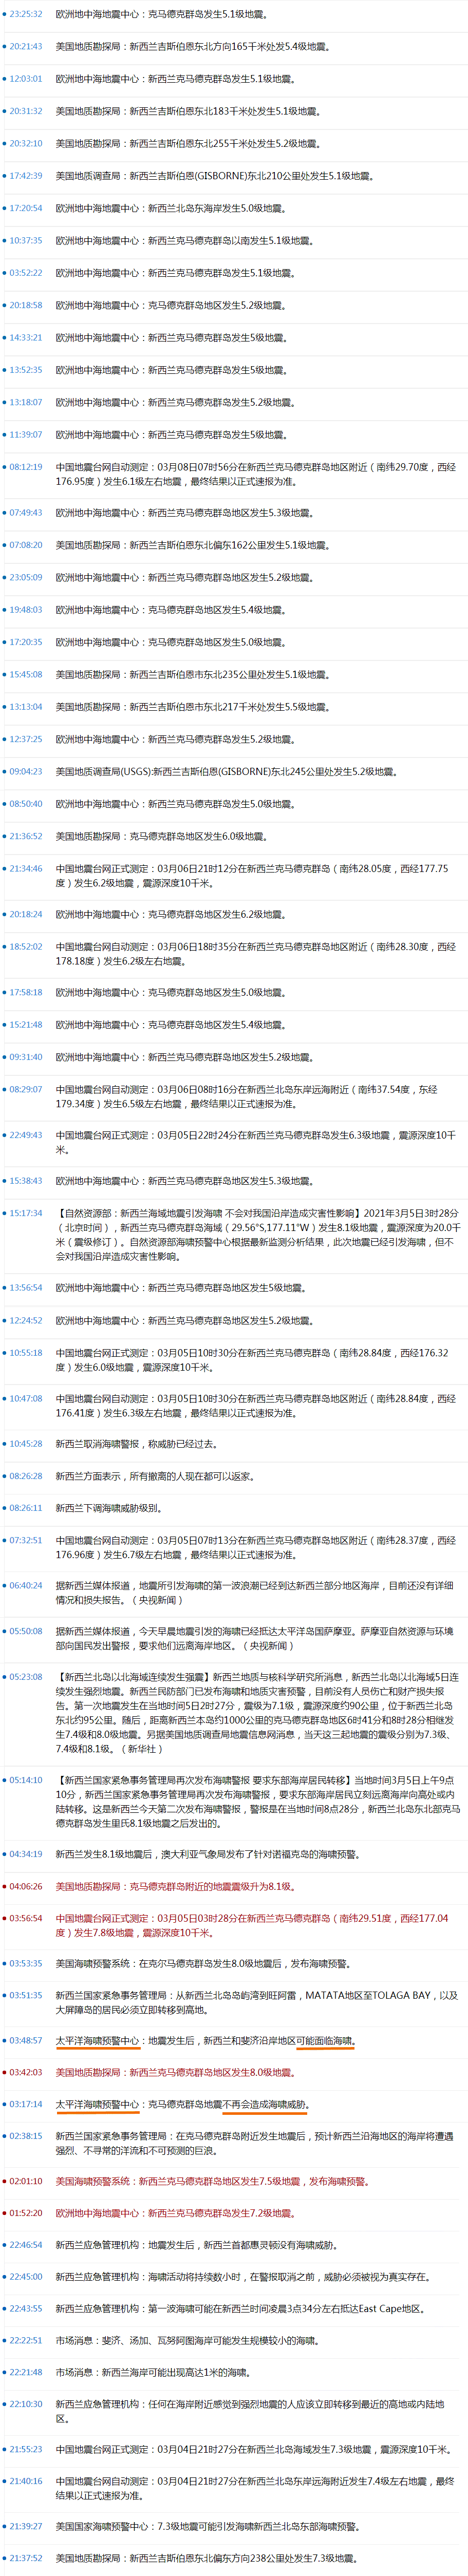 23:25:32 欧洲地中海地震中心：克马德克群岛发生5.1级地震。
20:21:43 美国地质勘探局：新西兰吉斯伯恩东北方向165千米处发5.4级地震。
12:03:01 欧洲地中海地震中心：新西兰克马德克群岛发生5.1级地震。
20:31:32 美国地质勘探局：新西兰吉斯伯恩东北183千米处发生5.1级地震。
20:32:10 美国地质勘探局：新西兰吉斯伯恩东北255千米处发生5.2级地震。
17:42:39 美国地质调查局：新西兰吉斯伯恩(GISBORNE)东北210公里处发生5.1级地震。
17:20:54 欧洲地中海地震中心：新西兰北岛东海岸发生5.0级地震。
10:37:35 欧洲地中海地震中心：新西兰克马德克群岛以南发生5.1级地震。
03:52:22 欧洲地中海地震中心：新西兰克马德克群岛发生5.1级地震。
20:18:58 欧洲地中海地震中心：克马德克群岛地区发生5.2级地震。
14:33:21 欧洲地中海地震中心：新西兰克马德克群岛发生5级地震。
13:52:35 欧洲地中海地震中心：新西兰克马德克群岛发生5级地震。
13:18:07 欧洲地中海地震中心：新西兰克马德克群岛发生5.2级地震。
11:39:07 欧洲地中海地震中心：新西兰克马德克群岛发生5级地震。
08:12:19 中国地震台网自动测定：03月08日07时56分在新西兰克马德克群岛地区附近（南纬29.70度，西经
176.95度）发生6.1级左右地震，最终结果以正式速报为准。
07:49:43 欧洲地中海地震中心：新西兰克马德克群岛地区发生5.3级地震。
07:08:20 美国地质勘探局：新西兰吉斯伯恩东北偏东162公里发生5.1级地震。
23:05:09 欧洲地中海地震中心：新西兰克马德克群岛地区发生5.2级地震。
19:48:03 欧洲地中海地震中心：克马德克群岛地区发生5.4级地震。
17:20:35 欧洲地中海地震中心：克马德克群岛地区发生5.0级地震。
15:45:08 美国地质勘探局：新西兰吉斯伯恩市东北235公里处发生5.1级地震。
13:13:04 美国地质勘探局：新西兰吉斯伯恩市东北217千米处发生5.5级地震。
12:37:25 欧洲地中海地震中心：新西兰克马德克群岛发生5.2级地震。
09:04:23 美国地质调查局(USGS):新西兰吉斯伯恩(GISBORNE)东北245公里处发生5.2级地震。
08:50:40 欧洲地中海地震中心：新西兰克马德克群岛发生5.0级地震。
21:36:52 美国地质勘探局：克马德克群岛地区发生6.0级地震。
21:34:46 中国地震台网正式测定：03月06日21时12分在新西兰克马德克群岛（南纬28.05度，西经177.75
度）发生6.2级地震，震源深度10千米。
20:18:24 欧洲地中海地震中心：克马德克群岛地区发生6.2级地震。
18:52:02 中国地震台网自动测定：03月06日18时35分在新西兰克马德克群岛地区附近（南纬28.30度，西经
178.18度）发生6.2级左右地震。
17:58:18 欧洲地中海地震中心：克马德克群岛地区发生5.0级地震。
15:21:48 欧洲地中海地震中心：克马德克群岛地区发生5.4级地震。
09:31:40 欧洲地中海地震中心：新西兰克马德克群岛地区发生5.2级地震。
08:29:07 中国地震台网自动测定：03月06日08时16分在新西兰北岛东岸远海附近（南纬37.54度，东经
179.34度）发生6.5级左右地震，最终结果以正式速报为准。
22:49:43 中国地震台网正式测定：03月05日22时24分在新西兰克马德克群岛发生6.3级地震，震源深度10千
米。
15:38:43 欧洲地中海地震中心：新西兰克马德克群岛地区发生5.3级地震。
15:17:34 【自然资源部：新西兰海域地震引发海啸 不会对我国沿岸造成灾害性影响】2021年3月5日3时28分
（北京时间），新西兰克马德克群岛海域（29.56°S,177.11°W）发生8.1级地震，震源深度为20.0千
米（震级修订）。自然资源部海啸预警中心根据最新监测分析结果，此次地震已经引发海啸，但不
会对我国沿岸造成灾害性影响。
13:56:54 欧洲地中海地震中心：新西兰克马德克群岛地区发生5级地震。
12:24:52 欧洲地中海地震中心：新西兰克马德克群岛地区发生5.2级地震。
10:55:18 中国地震台网正式测定：03月05日10时30分在新西兰克马德克群岛（南纬28.84度，西经176.32
度）发生6.0级地震，震源深度10千米。
10:47:08 中国地震台网自动测定：03月05日10时30分在新西兰克马德克群岛地区附近（南纬28.84度，西经
176.41度）发生6.3级左右地震，最终结果以正式速报为准。
10:45:28 新西兰取消海啸警报，称威胁已经过去。
08:26:28 新西兰方面表示，所有撤离的人现在都可以返家。
08:26:11 新西兰下调海啸威胁级别。
07:32:51 中国地震台网自动测定：03月05日07时13分在新西兰克马德克群岛地区附近（南纬28.37度，西经
176.96度）发生6.7级左右地震，最终结果以正式速报为准。
06:40:24 据新西兰媒体报道，地震所引发海啸的第一波浪潮已经到达新西兰部分地区海岸，目前还没有详细
情况和损失报告。（央视新闻）
05:50:08 据新西兰媒体报道，今天早晨地震引发的海啸已经抵达太平洋岛国萨摩亚。萨摩亚自然资源与环境
部向国民发出警报，要求他们远离海岸地区。（央视新闻）
05:23:08 【新西兰北岛以北海域连续发生强震】新西兰地质与核科学研究所消息，新西兰北岛以北海域5日连
续发生强烈地震。新西兰民防部门已发布海啸和地质灾害预警，目前没有人员伤亡和财产损失报
告。第一次地震发生在当地时间5日2时27分，震级为7.1级，震源深度约90公里，位于新西兰北岛
东北约95公里。随后，距离新西兰本岛约1000公里的克马德克群岛地区6时41分和8时28分相继发
生7.4级和8.0级地震。另据美国地质调查局地震信息网消息，当天这三起地震的震级分别为7.3级、
7.4级和8.1级。（新华社）
05:14:10 【新西兰国家紧急事务管理局再次发布海啸警报 要求东部海岸居民转移】当地时间3月5日上午9点
10分，新西兰国家紧急事务管理局再次发布海啸警报，要求东部海岸居民立刻远离海岸向高处或内
陆转移。这是新西兰今天第二次发布海啸警报，警报是在当地时间8点28分，新西兰北岛东北部克马
德克群岛发生里氏8.1级地震之后发出的。
04:34:19 新西兰发生8.1级地震后，澳大利亚气象局发布了针对诺福克岛的海啸预警。
04:06:26 美国地质勘探局：克马德克群岛附近的地震震级升为8.1级。
03:56:54 中国地震台网正式测定：03月05日03时28分在新西兰克马德克群岛（南纬29.51度，西经177.04
度）发生7.8级地震，震源深度10千米。
03:53:35 美国海啸预警系统：在克尔马德克群岛发生8.0级地震后，发布海啸预警。
03:51:35 新西兰国家紧急事务管理局：从新西兰北岛岛屿湾到旺阿雷，MATATA地区至TOLAGA BAY，以及
大屏障岛的居民必须立即转移到高地。
03:48:57 太平洋海啸预警中心：地震发生后，新西兰和斐济沿岸地区可能面临海啸。
03:42:03 美国地质勘探局：新西兰克马德克群岛地区发生8.0级地震。
03:17:14 太平洋海啸预警中心：克马德克群岛地震不再会造成海啸威胁。
02:38:15 新西兰国家紧急事务管理局：在克马德克群岛附近发生地震后，预计新西兰沿海地区的海岸将遭遇
强烈、不寻常的洋流和不可预测的巨浪。
02:01:10 美国海啸预警系统：新西兰克马德克群岛地区发生7.5级地震，发布海啸预警。
01:52:20 欧洲地中海地震中心：新西兰克马德克群岛发生7.2级地震。
22:46:54 新西兰应急管理机构：地震发生后，新西兰首都惠灵顿没有海啸威胁。
22:45:00 新西兰应急管理机构：海啸活动将持续数小时，在警报取消之前，威胁必须被视为真实存在。
22:43:55 新西兰应急管理机构：第一波海啸可能在新西兰时间凌晨3点34分左右抵达East Cape地区。
22:22:51 市场消息：斐济、汤加、瓦努阿图海岸可能发生规模较小的海啸。
22:21:48 市场消息：新西兰海岸可能出现高达1米的海啸。
22:10:30 新西兰应急管理机构：任何在海岸附近感觉到强烈地震的人应该立即转移到最近的高地或内陆地
区。
21:55:23 中国地震台网正式测定：03月04日21时27分在新西兰北岛海域发生7.3级地震，震源深度10千米。
21:40:16 中国地震台网自动测定：03月04日21时27分在新西兰北岛东岸远海附近发生7.4级左右地震，最终
结果以正式速报为准。
21:39:27 美国国家海啸预警中心：7.3级地震可能引发海啸新西兰北岛东部海啸预警。
21:37:52 美国地质勘探局：新西兰吉斯伯恩东北偏东方向238公里处发生7.3级地震。